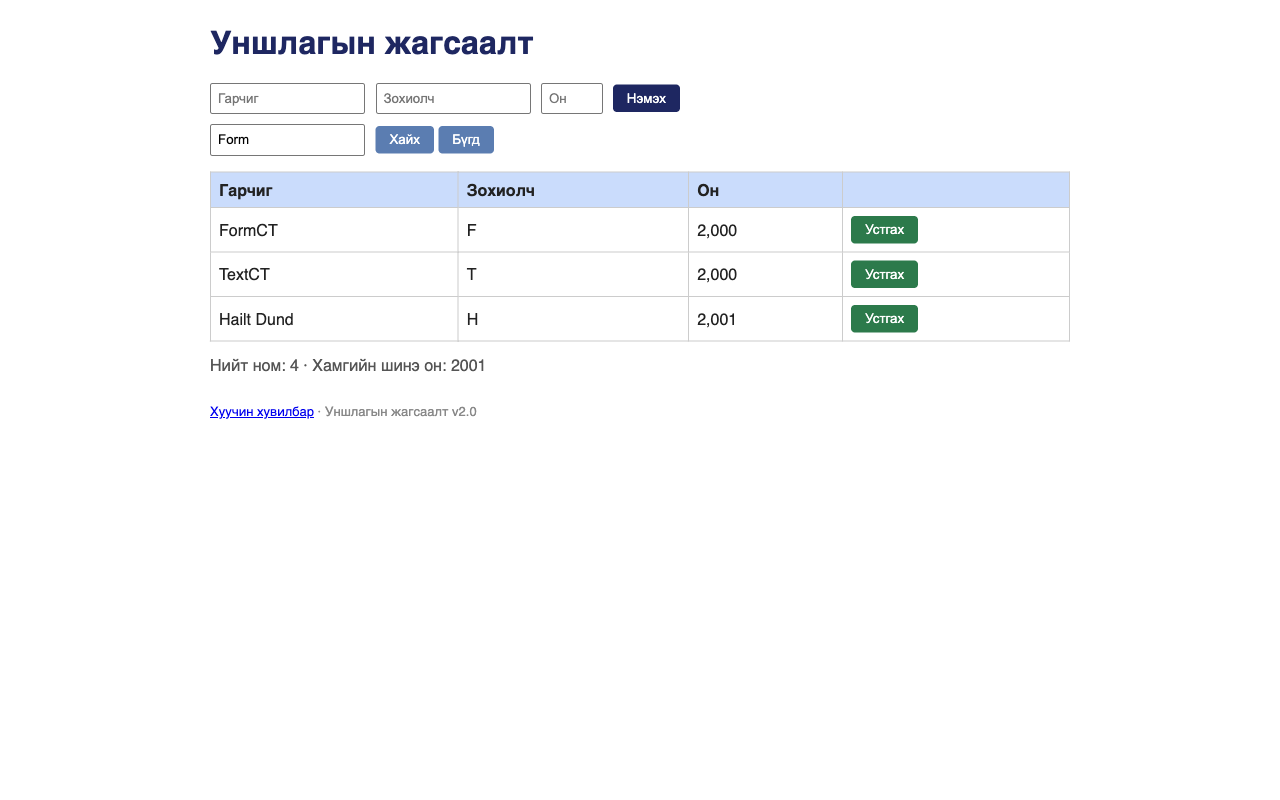 Уншлагын жагсаалт
Гарчиг Зохиолч Он Нэмэх
Form Хайх Бүгд
Гарчиг Зохиолч Он
FormCT F 2,000 Устгах
TextCT T 2,000 Устгах
Hailt Dund H 2,001 Устгах
Нийт ном: 4 · Хамгийн шинэ он: 2001
Хуучин хувилбар · Уншлагын жагсаалт v2.0